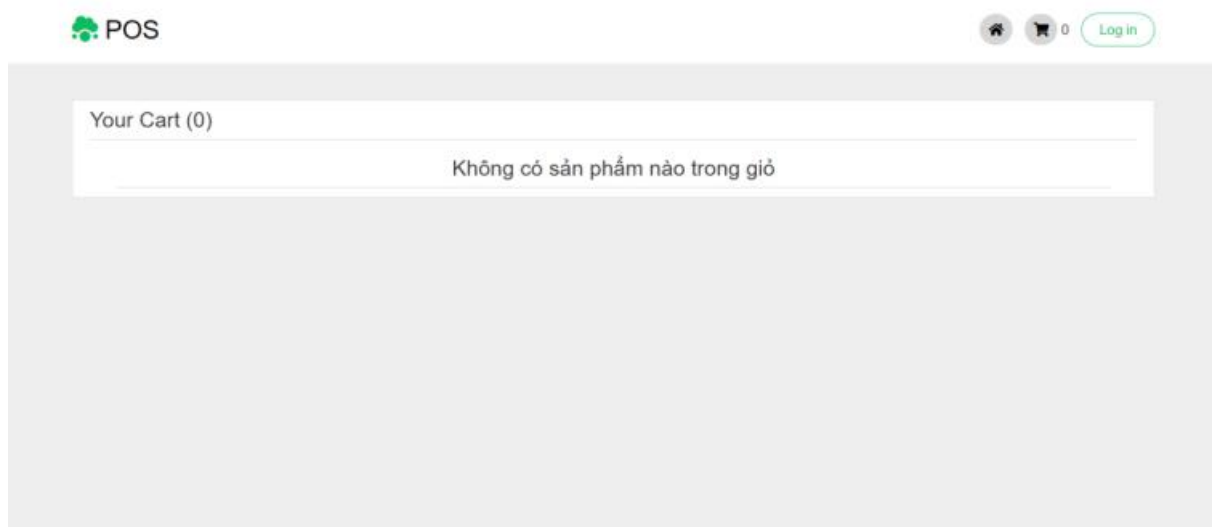 POS
0
Log in
Your Cart (0)
Không có sản phẩm nào trong giỏ